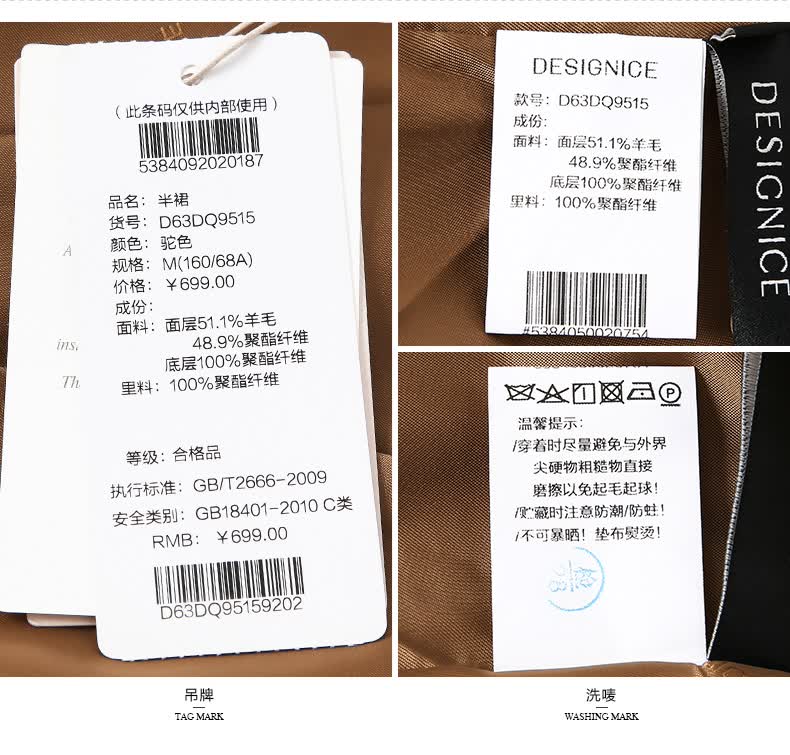 （此条码仅供内部使用）
5384092020187
品名：半裙
货号：D63DQ9515
颜色：驼色
规格：M(160/68A)
价格：￥699.00
成份：
面料：面层51.1%羊毛
48.9%聚酯纤维
底层100%聚酯纤维
里料：100%聚酯纤维
等级：合格品
执行标准：GB/T2666-2009
安全类别：GB18401-2010 C类
RMB：￥699.00
D63DQ95159202
A
ins
Th
吊牌
TAG MARK
DESIGNICE
款号：D63DQ9515
成份：
面料：面层51.1%羊毛
48.9%聚酯纤维
底层100%聚酯纤维
里料：100%聚酯纤维
#5384050020754
DESIGNICE
P
温馨提示：
/穿着时尽量避免与外界
尖硬物粗糙物直接
磨擦以免起毛起球！
/贮藏时注意防潮/防蛀！
/不可暴晒！垫布熨烫！
洗唛
WASHING MARK